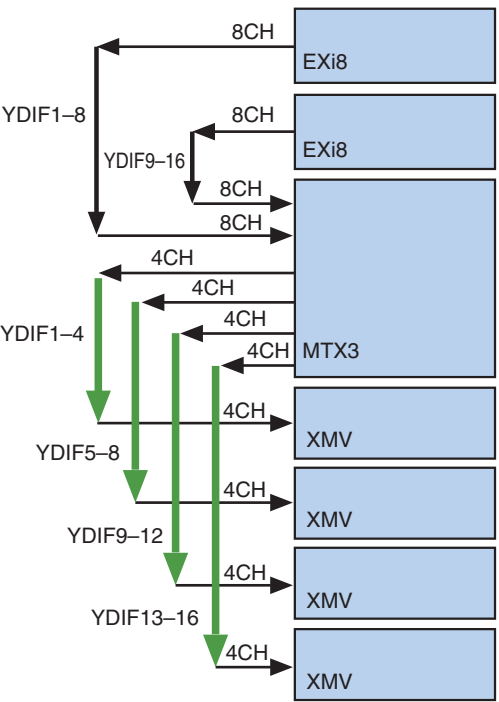 8CH
EXi8
YDIF1–8
8CH
EXi8
YDIF9–16
8CH
8CH
4CH
4CH
4CH
4CH
MTX3
YDIF1–4
4CH
XMV
YDIF5–8
4CH
XMV
YDIF9–12
4CH
XMV
YDIF13–16
4CH
XMV